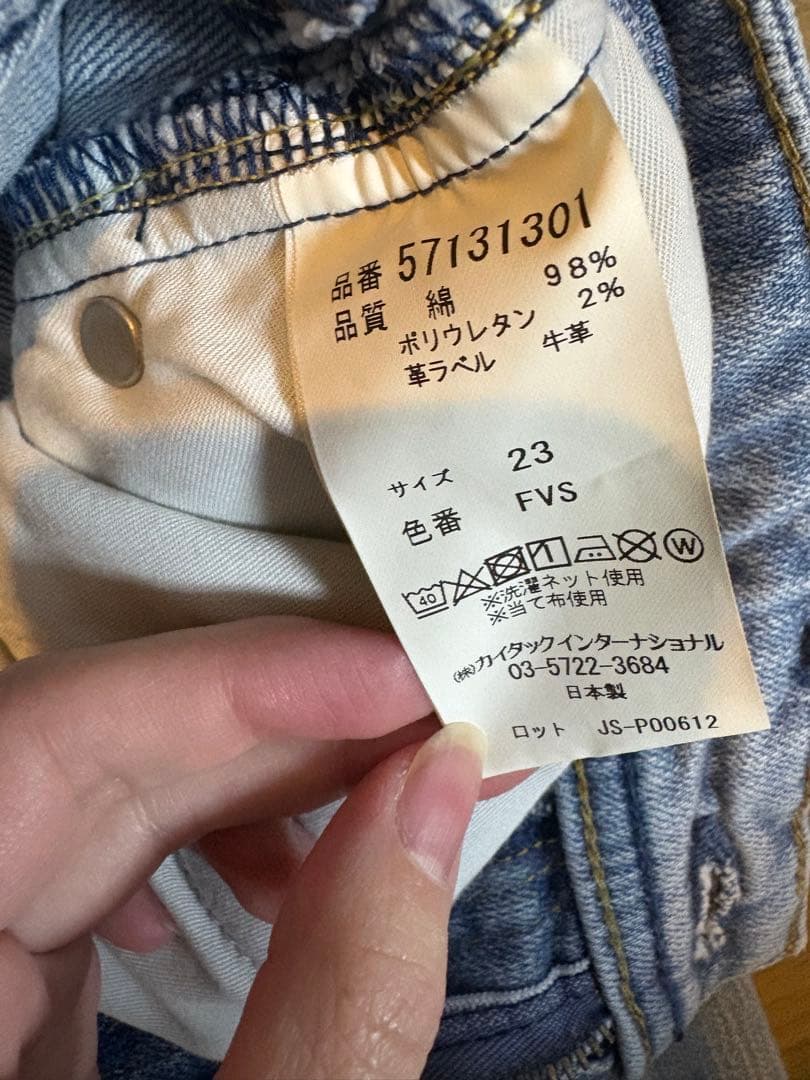 品番 57131301
品質 綿 98%
ポリウレタン 2%
革ラベル 牛革
サイズ 23
色番 FVS
40 W
※洗濯ネット使用
※当て布使用
(株)カイタックインターナショナル
03-5722-3684
日本製
ロット JS-P00612